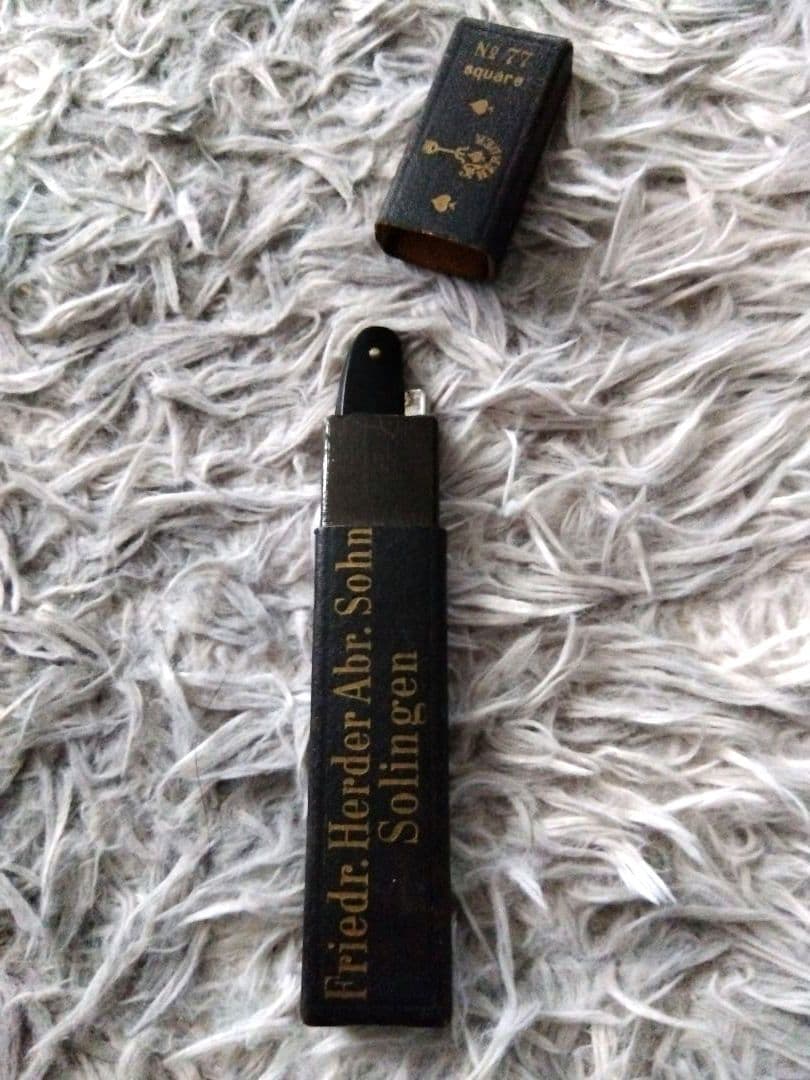 № 77
square
Friedr. Herder Abr. Sohn
Solingen